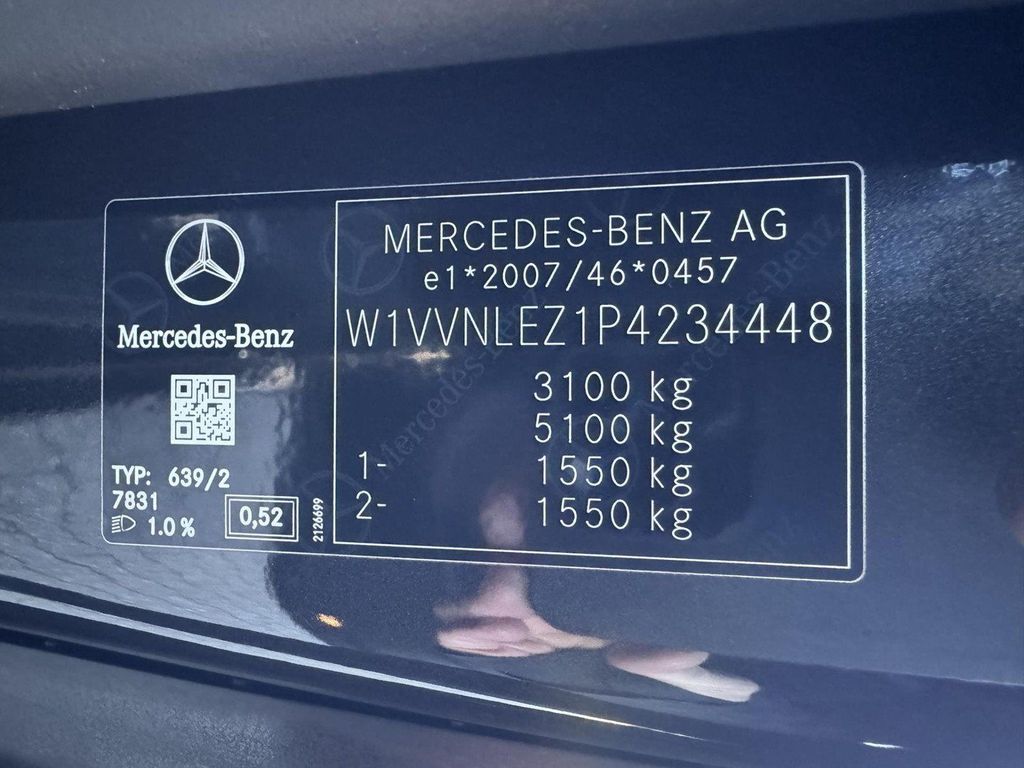 Mercedes-Benz
TYP: 639/2
7831
1.0 %
0,52
2126699
MERCEDES-BENZ AG
e1*2007/46*0457
W1VVNLEZ1P4234448
3100 kg
5100 kg
1- 1550 kg
2- 1550 kg